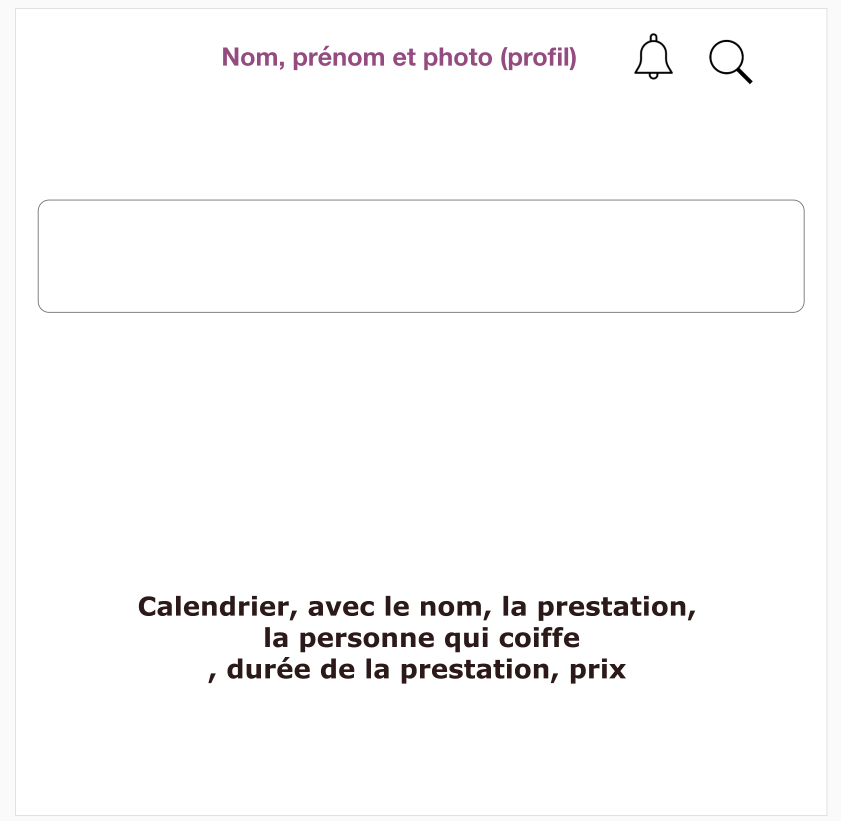 Nom, prénom et photo (profil)
Calendrier, avec le nom, la prestation,
la personne qui coiffe
, durée de la prestation, prix